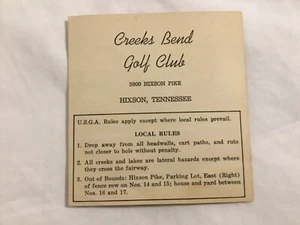 Creeks Bend
Golf Club
5900 HIXSON PIKE
HIXSON, TENNESSEE
U.S.G.A. Rules apply except where local rules prevail.
LOCAL RULES
1. Drop away from all headwalls, cart paths, and ruts
not closer to hole without penalty.
2. All creeks and lakes are lateral hazards except where
they cross the fairway.
3. Out of Bounds: Hixson Pike, Parking Lot, East (Right)
of fence row on Nos. 14 and 15; house and yard between
Nos. 16 and 17.